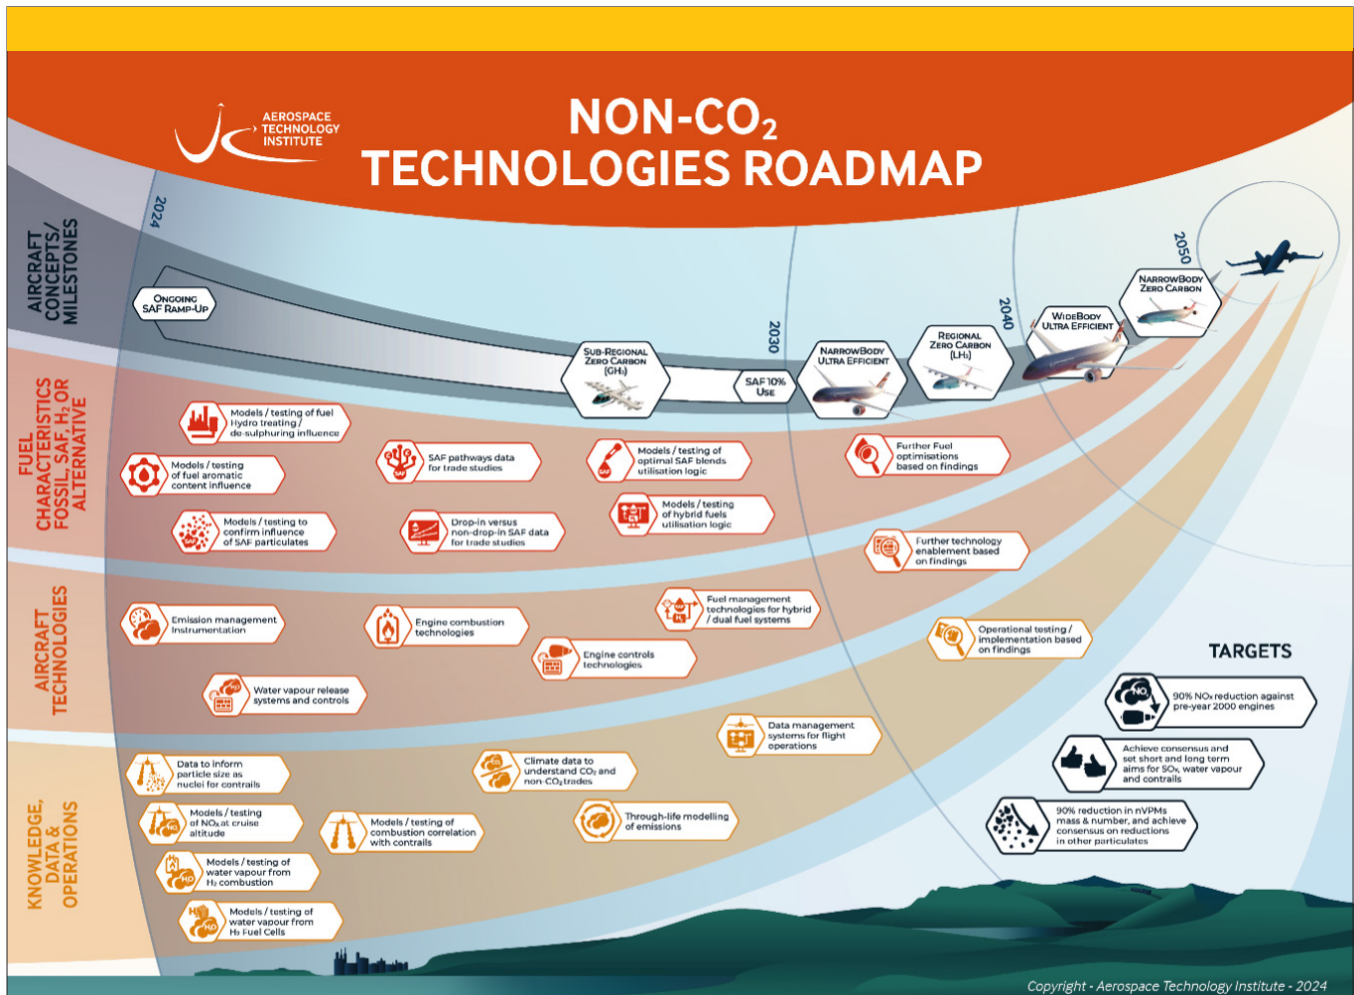 AEROSPACE
TECHNOLOGY
INSTITUTE
NON-CO₂
TECHNOLOGIES ROADMAP
2024
2030
2040
2050
AIRCRAFT
CONCEPTS/
MILESTONES
ONGOING
SAF RAMP-UP
SUB-REGIONAL
ZERO CARBON
(GH₂)
SAF 10%
USE
NARROWBODY
ULTRA EFFICIENT
REGIONAL
ZERO CARBON
(LH₂)
WIDEBODY
ULTRA EFFICIENT
NARROWBODY
ZERO CARBON
FUEL
CHARACTERISTICS
FOSSIL, SAF, H₂ OR
ALTERNATIVE
Models / testing of fuel
Hydro treating /
de-sulphuring influence
Models / testing
of fuel aromatic
content influence
Models / testing to
confirm influence
of SAF particulates
SAF
SAF pathways data
for trade studies
Drop-in versus
non-drop-in SAF data
for trade studies
SAF
Models / testing of
optimal SAF blends
utilisation logic
Models / testing
of hybrid fuels
utilisation logic
Further Fuel
optimisations
based on findings
AIRCRAFT
TECHNOLOGIES
Emission management
Instrumentation
Water vapour release
systems and controls
Engine combustion
technologies
Engine controls
technologies
Fuel management
technologies for hybrid
/ dual fuel systems
Further technology
enablement based
on findings
KNOWLEDGE,
DATA &
OPERATIONS
Data to inform
particle size as
nuclei for contrails
Models / testing
of NOₓ at cruise
altitude
Models / testing of
water vapour from
H₂ combustion
Models / testing of
water vapour from
H₂ Fuel Cells
Models / testing of
combustion correlation
with contrails
Climate data to
understand CO₂ and
non-CO₂ trades
Through-life modelling
of emissions
Data management
systems for flight
operations
Operational testing /
implementation based
on findings
TARGETS
NOₓ
90% NOₓ reduction against
pre-year 2000 engines
Achieve consensus and
set short and long term
aims for SOₓ, water vapour
and contrails
90% reduction in nVPMs
mass & number, and achieve
consensus on reductions
in other particulates
Copyright - Aerospace Technology Institute - 2024